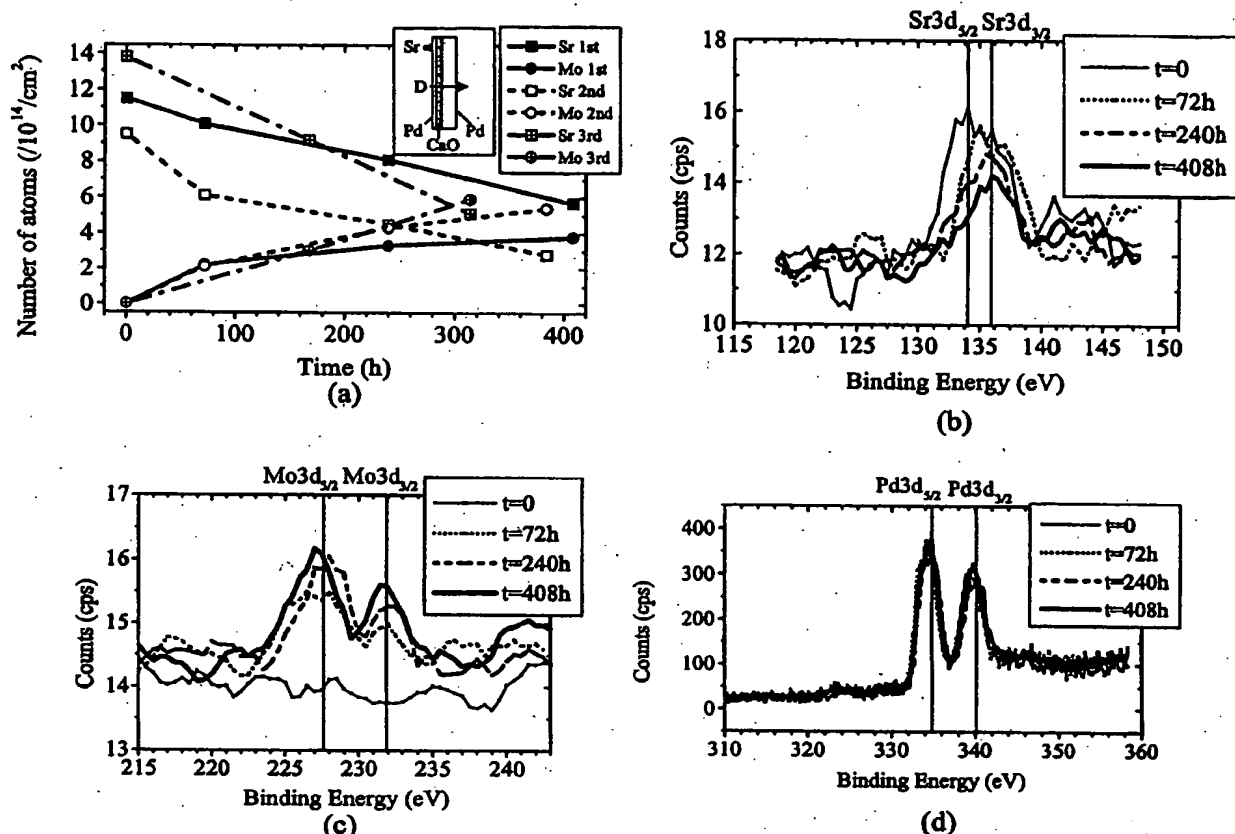 Number of atoms (/10¹⁴/cm²)
14
12
10
8
6
4
2
0
0 100 200 300 400
Time (h)
(a)
Sr
D
Pd Pd
CaO
Sr 1st
Mo 1st
Sr 2nd
Mo 2nd
Sr 3rd
Mo 3rd
Sr3d5/2 Sr3d3/2
Counts (cps)
18
16
14
12
10
115 120 125 130 135 140 145 150
Binding Energy (eV)
(b)
t=0
t=72h
t=240h
t=408h
Mo3d5/2 Mo3d3/2
Counts (cps)
17
16
15
14
13
215 220 225 230 235 240
Binding Energy (eV)
(c)
t=0
t=72h
t=240h
t=408h
Pd3d5/2 Pd3d3/2
Counts (cps)
400
300
200
100
0
310 320 330 340 350 360
Binding Energy (eV)
(d)
t=0
t=72h
t=240h
t=408h